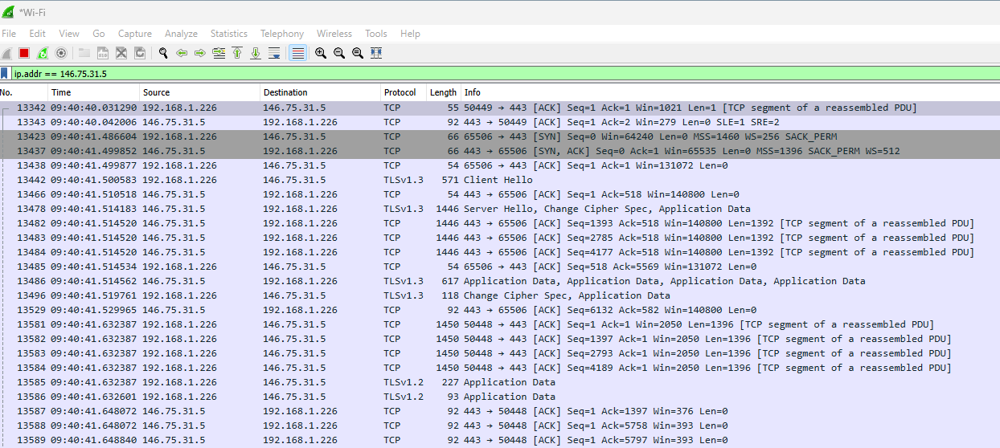 *Wi-Fi
File Edit View Go Capture Analyze Statistics Telephony Wireless Tools Help
ip.addr == 146.75.31.5
No. Time Source Destination Protocol Length Info
13342 09:40:40.031290 192.168.1.226 146.75.31.5 TCP 55 50449 → 443 [ACK] Seq=1 Ack=1 Win=1021 Len=1 [TCP segment of a reassembled PDU]
13343 09:40:40.042006 146.75.31.5 192.168.1.226 TCP 92 443 → 50449 [ACK] Seq=1 Ack=2 Win=279 Len=0 SLE=1 SRE=2
13423 09:40:41.486604 192.168.1.226 146.75.31.5 TCP 66 65506 → 443 [SYN] Seq=0 Win=64240 Len=0 MSS=1460 WS=256 SACK_PERM
13437 09:40:41.499852 146.75.31.5 192.168.1.226 TCP 66 443 → 65506 [SYN, ACK] Seq=0 Ack=1 Win=65535 Len=0 MSS=1396 SACK_PERM WS=512
13438 09:40:41.499877 192.168.1.226 146.75.31.5 TCP 54 65506 → 443 [ACK] Seq=1 Ack=1 Win=131072 Len=0
13442 09:40:41.500583 192.168.1.226 146.75.31.5 TLSv1.3 571 Client Hello
13466 09:40:41.510518 146.75.31.5 192.168.1.226 TCP 54 443 → 65506 [ACK] Seq=1 Ack=518 Win=140800 Len=0
13478 09:40:41.514183 146.75.31.5 192.168.1.226 TLSv1.3 1446 Server Hello, Change Cipher Spec, Application Data
13482 09:40:41.514520 146.75.31.5 192.168.1.226 TCP 1446 443 → 65506 [ACK] Seq=1393 Ack=518 Win=140800 Len=1392 [TCP segment of a reassembled PDU]
13483 09:40:41.514520 146.75.31.5 192.168.1.226 TCP 1446 443 → 65506 [ACK] Seq=2785 Ack=518 Win=140800 Len=1392 [TCP segment of a reassembled PDU]
13484 09:40:41.514520 146.75.31.5 192.168.1.226 TCP 1446 443 → 65506 [ACK] Seq=4177 Ack=518 Win=140800 Len=1392 [TCP segment of a reassembled PDU]
13485 09:40:41.514534 192.168.1.226 146.75.31.5 TCP 54 65506 → 443 [ACK] Seq=518 Ack=5569 Win=131072 Len=0
13486 09:40:41.514562 146.75.31.5 192.168.1.226 TLSv1.3 617 Application Data, Application Data, Application Data, Application Data
13496 09:40:41.519761 192.168.1.226 146.75.31.5 TLSv1.3 118 Change Cipher Spec, Application Data
13529 09:40:41.529965 146.75.31.5 192.168.1.226 TCP 92 443 → 65506 [ACK] Seq=6132 Ack=582 Win=140800 Len=0
13581 09:40:41.632387 192.168.1.226 146.75.31.5 TCP 1450 50448 → 443 [ACK] Seq=1 Ack=1 Win=2050 Len=1396 [TCP segment of a reassembled PDU]
13582 09:40:41.632387 192.168.1.226 146.75.31.5 TCP 1450 50448 → 443 [ACK] Seq=1397 Ack=1 Win=2050 Len=1396 [TCP segment of a reassembled PDU]
13583 09:40:41.632387 192.168.1.226 146.75.31.5 TCP 1450 50448 → 443 [ACK] Seq=2793 Ack=1 Win=2050 Len=1396 [TCP segment of a reassembled PDU]
13584 09:40:41.632387 192.168.1.226 146.75.31.5 TCP 1450 50448 → 443 [ACK] Seq=4189 Ack=1 Win=2050 Len=1396 [TCP segment of a reassembled PDU]
13585 09:40:41.632387 192.168.1.226 146.75.31.5 TLSv1.2 227 Application Data
13586 09:40:41.632601 192.168.1.226 146.75.31.5 TLSv1.2 93 Application Data
13587 09:40:41.648072 146.75.31.5 192.168.1.226 TCP 92 443 → 50448 [ACK] Seq=1 Ack=1397 Win=376 Len=0
13588 09:40:41.648072 146.75.31.5 192.168.1.226 TCP 92 443 → 50448 [ACK] Seq=1 Ack=5758 Win=393 Len=0
13589 09:40:41.648840 146.75.31.5 192.168.1.226 TCP 92 443 → 50448 [ACK] Seq=1 Ack=5797 Win=393 Len=0